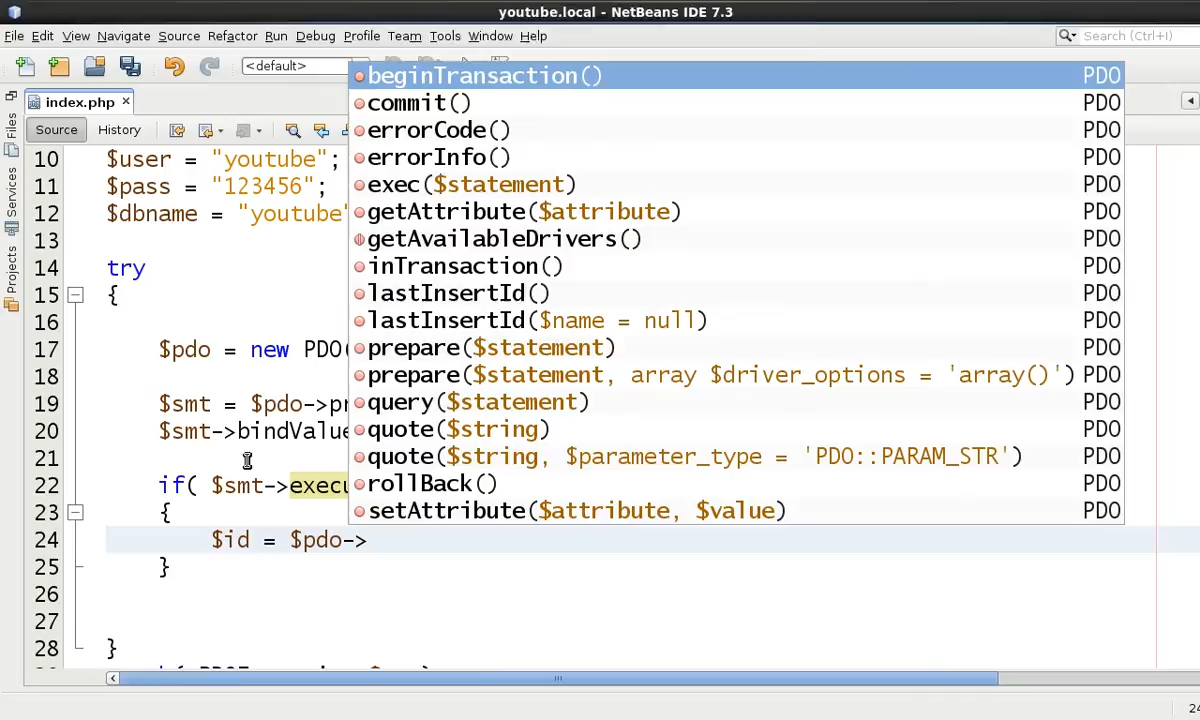 youtube.local - NetBeans IDE 7.3
File Edit View Navigate Source Refactor Run Debug Profile Team Tools Window Help
Search (Ctrl+I)
<default>
index.php
Source History
Files
Services
Projects
beginTransaction() PDO
commit() PDO
errorCode() PDO
errorInfo() PDO
exec($statement) PDO
getAttribute($attribute) PDO
getAvailableDrivers() PDO
inTransaction() PDO
lastInsertId() PDO
lastInsertId($name = null) PDO
prepare($statement) PDO
prepare($statement, array $driver_options = 'array()') PDO
query($statement) PDO
quote($string) PDO
quote($string, $parameter_type = 'PDO::PARAM_STR') PDO
rollBack() PDO
setAttribute($attribute, $value) PDO
10 $user = "youtube";
11 $pass = "123456";
12 $dbname = "youtube"
13
14 try
15 {
16
17 $pdo = new PDO(
18
19 $smt = $pdo->pr
20 $smt->bindValue
21
22 if( $smt->execu
23 {
24 $id = $pdo->
25 }
26
27
28 }
24